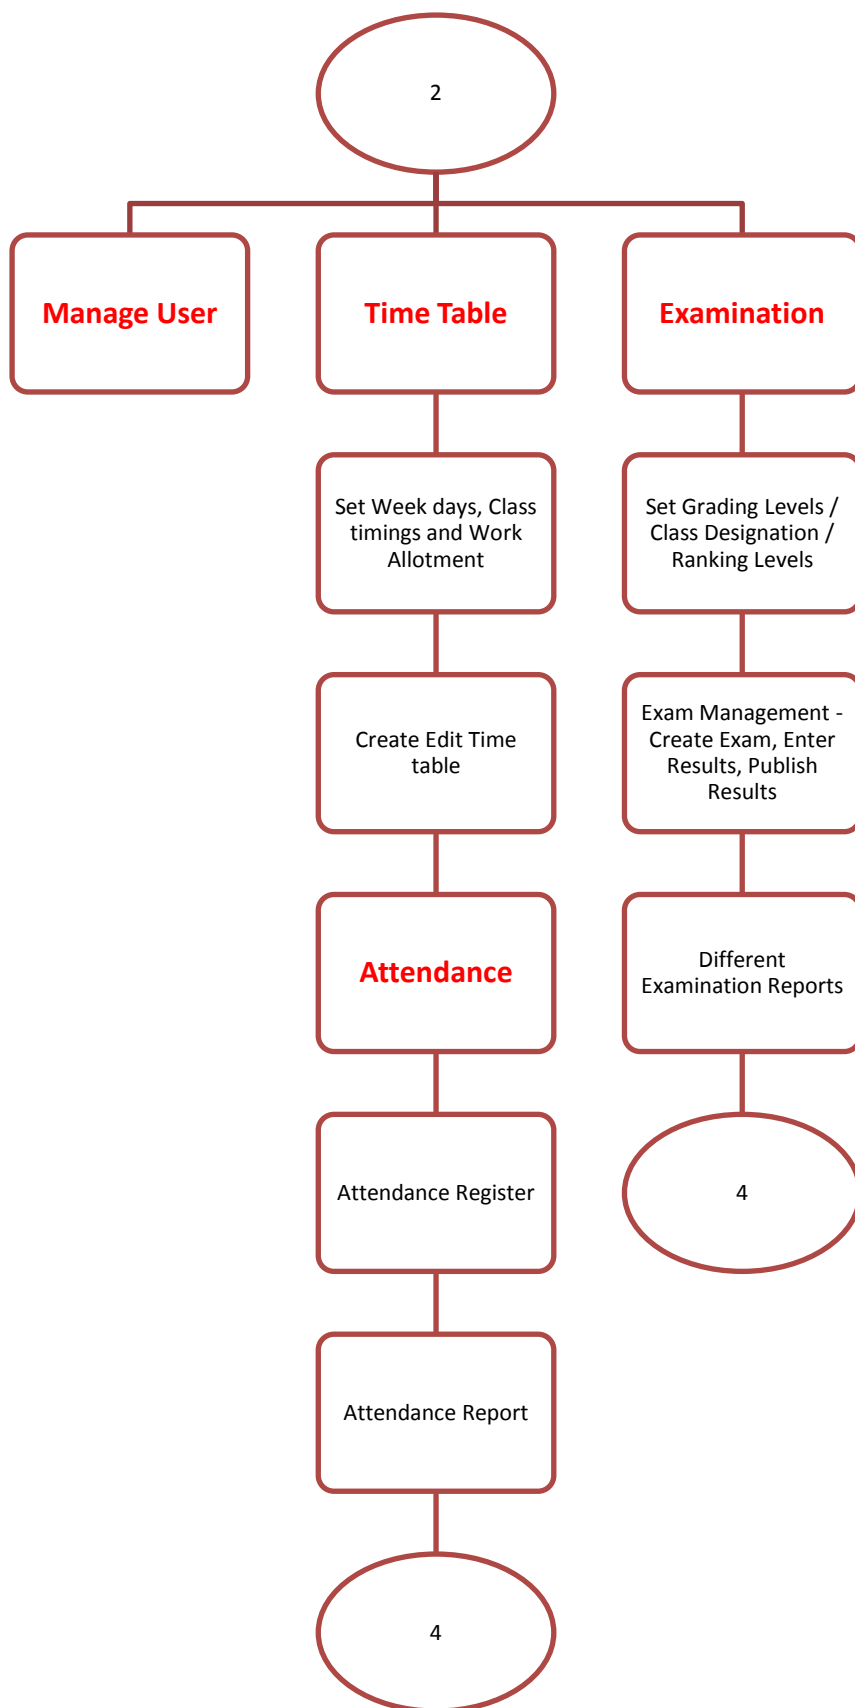 2
Manage User
Time Table
Examination
Set Week days, Class
timings and Work
Allotment
Set Grading Levels /
Class Designation /
Ranking Levels
Create Edit Time
table
Exam Management -
Create Exam, Enter
Results, Publish
Results
Attendance
Different
Examination Reports
Attendance Register
4
Attendance Report
4